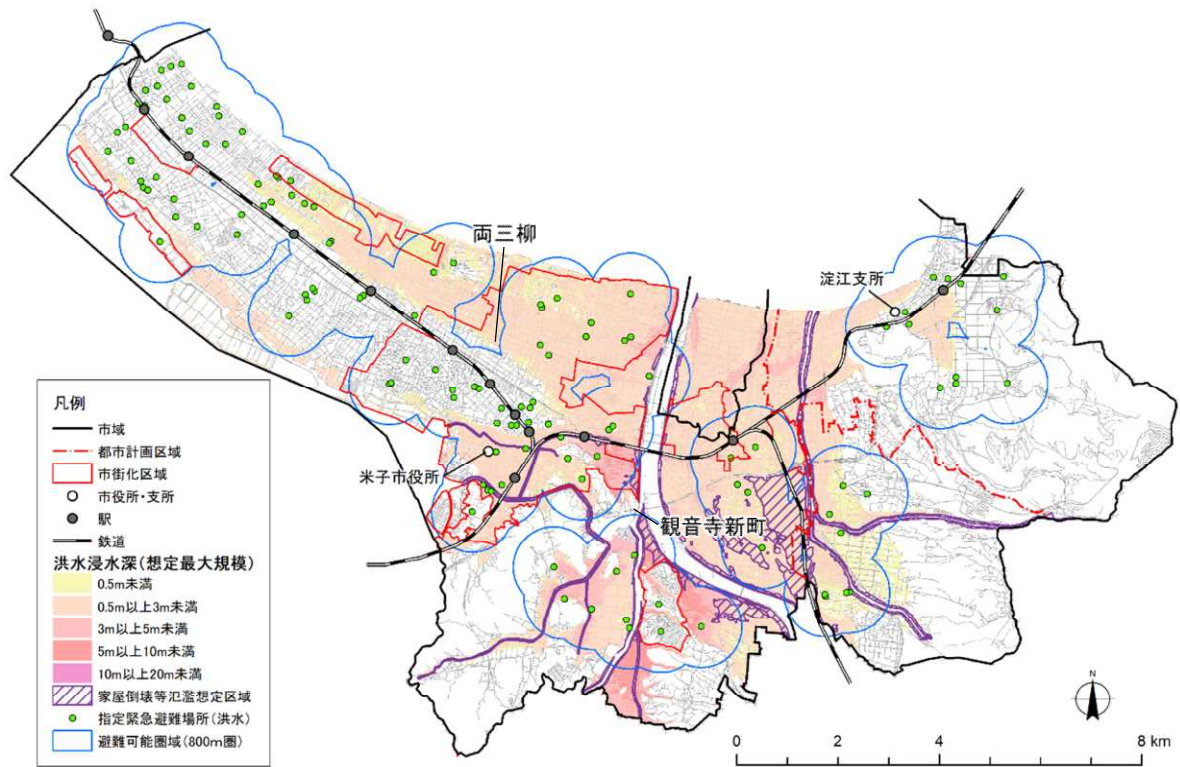 両三柳
淀江支所
米子市役所
観音寺新町
凡例
市域
都市計画区域
市街化区域
市役所・支所
駅
鉄道
洪水浸水深(想定最大規模)
0.5m未満
0.5m以上3m未満
3m以上5m未満
5m以上10m未満
10m以上20m未満
家屋倒壊等氾濫想定区域
指定緊急避難場所(洪水)
避難可能圏域(800m圏)
N
0 2 4 6 8 km